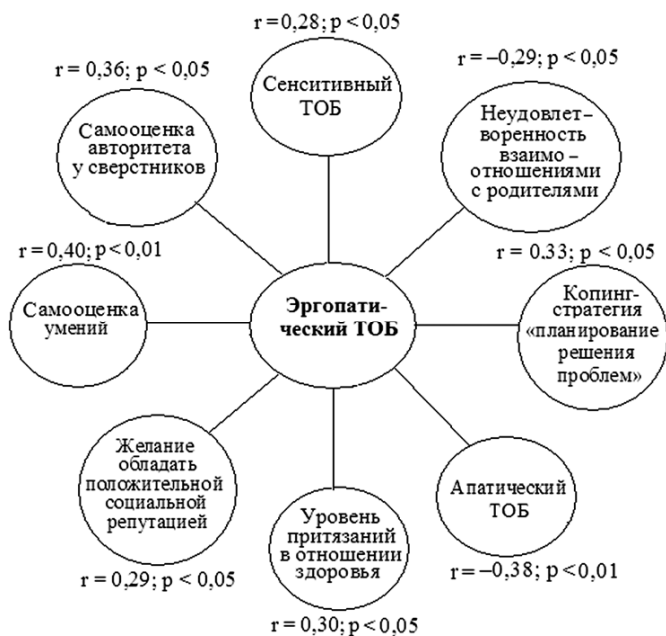 r = 0,28; p < 0,05
Сенситивный
ТОБ
r = 0,36; p < 0,05
Самооценка
авторитета
у сверстников
r = –0,29; p < 0,05
Неудовлет–
воренность
взаимо –
отношениями
с родителями
r = 0,40; p < 0,01
Самооценка
умений
Эргопати-
ческий ТОБ
r = 0.33; p < 0,05
Копинг-
стратегия
«планирование
решения
проблем»
Желание
обладать
положительной
социальной
репутацией
r = 0,29; p < 0,05
Уровень
притязаний
в отношении
здоровья
r = 0,30; p < 0,05
Апатический
ТОБ
r = –0,38; p < 0,01